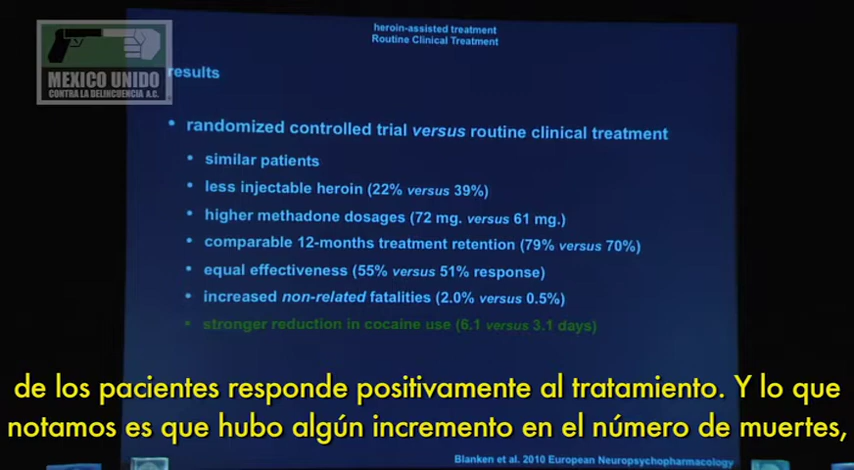 heroin-assisted treatment
Routine Clinical Treatment
MEXICO UNIDO
CONTRA LA DELINCUENCIA A.C.
results
• randomized controlled trial versus routine clinical treatment
• similar patients
• less injectable heroin (22% versus 39%)
• higher methadone dosages (72 mg. versus 61 mg.)
• comparable 12-months treatment retention (79% versus 70%)
• equal effectiveness (55% versus 51% response)
• increased non-related fatalities (2.0% versus 0.5%)
• stronger reduction in cocaine use (6.1 versus 3.1 days)
de los pacientes responde positivamente al tratamiento. Y lo que
notamos es que hubo algún incremento en el número de muertes,
Blanken et al. 2010 European Neuropsychopharmacology